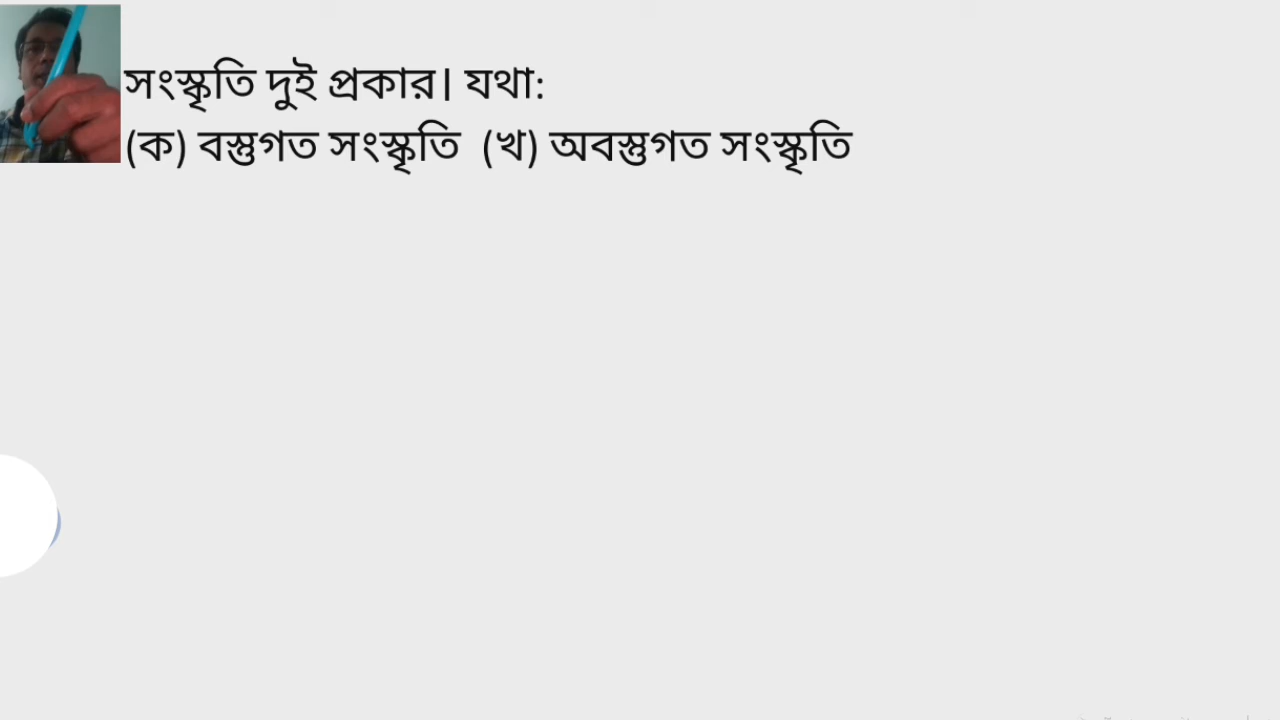 সংস্কৃতি দুই প্রকার। যথা:
(ক) বস্তুগত সংস্কৃতি (খ) অবস্তুগত সংস্কৃতি